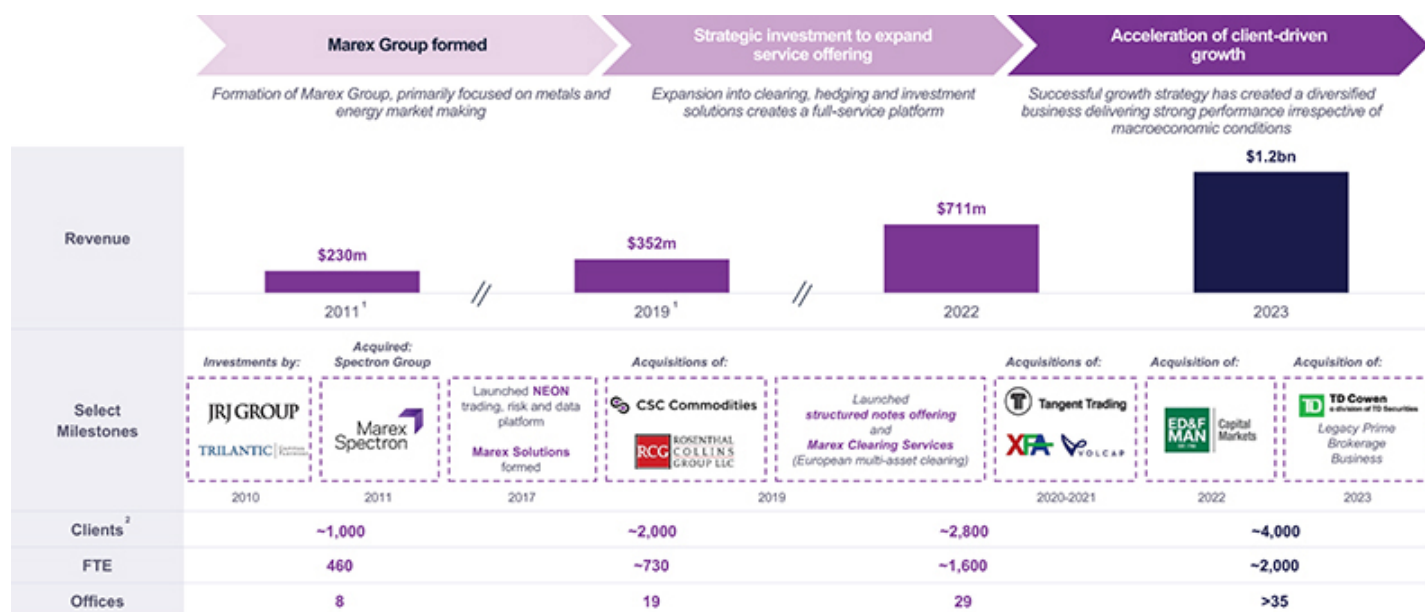 Marex Group formed
Strategic investment to expand
service offering
Acceleration of client-driven
growth
Formation of Marex Group, primarily focused on metals and
energy market making
Expansion into clearing, hedging and investment
solutions creates a full-service platform
Successful growth strategy has created a diversified
business delivering strong performance irrespective of
macroeconomic conditions
Revenue
$230m
$352m
$711m
$1.2bn
2011 1
2019 1
2022
2023
Select
Milestones
Investments by:
JRJ GROUP
TRILANTIC
2010
Acquired:
Spectron Group
Marex
Spectron
2011
Launched NEON
trading, risk and data
platform
Marex Solutions
formed
2017
Acquisitions of:
CSC Commodities
RCG ROSENTHAL
COLLINS
GROUP LLC
Launched
structured notes offering
and
Marex Clearing Services
(European multi-asset clearing)
2019
Acquisitions of:
Tangent Trading
XFA VOLCAP
2020-2021
Acquisition of:
ED&F
MAN
Capital
Markets
2022
Acquisition of:
TD TD Cowen
a division of TD Securities
Legacy Prime
Brokerage
Business
2023
Clients 2 ~1,000 ~2,000 ~2,800 ~4,000
FTE 460 ~730 ~1,600 ~2,000
Offices 8 19 29 >35